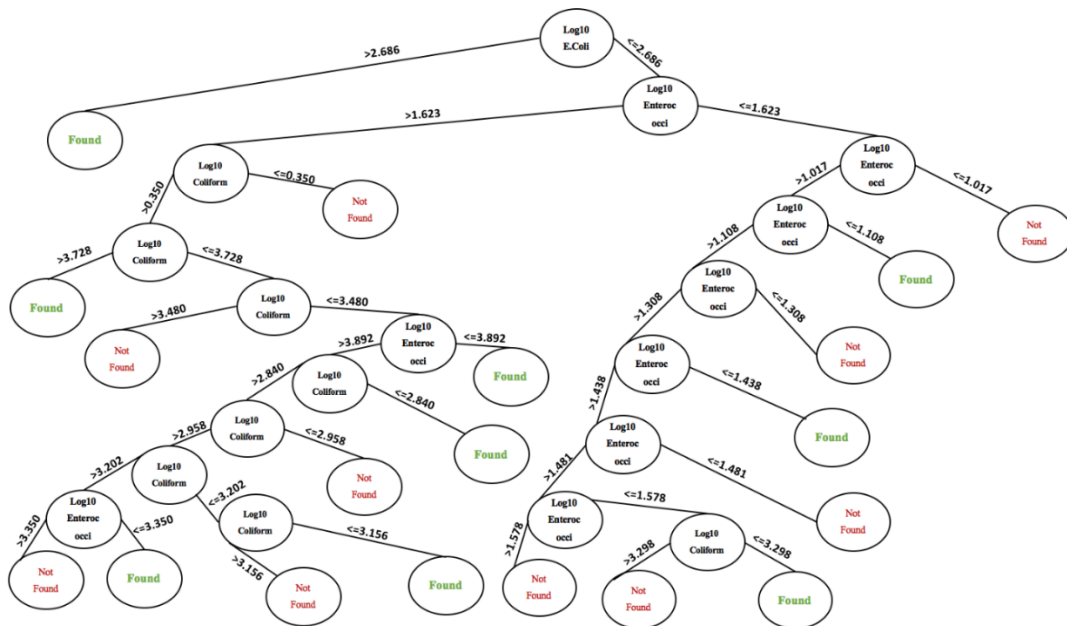 Log10
E.Coli
>2.686
<=2.686
Found
Log10
Enteroc
occi
>1.623
<=1.623
Log10
Coliform
>0.350
<=0.350
Not
Found
Log10
Enteroc
occi
>1.017
<=1.017
Not
Found
Log10
Coliform
>3.728
<=3.728
Found
Log10
Enteroc
occi
>1.108
<=1.108
Found
Log10
Coliform
>3.480
<=3.480
Not
Found
Log10
Enteroc
occi
>1.308
<=1.308
Not
Found
Log10
Enteroc
occi
>3.892
<=3.892
Found
Log10
Enteroc
occi
>1.438
<=1.438
Found
Log10
Coliform
>2.840
<=2.840
Found
Log10
Coliform
>2.958
<=2.958
Not
Found
Log10
Enteroc
occi
>1.481
<=1.481
Not
Found
Log10
Coliform
>3.202
<=3.202
Log10
Enteroc
occi
>3.350
<=3.350
Not
Found
Found
Log10
Coliform
>3.156
<=3.156
Not
Found
Found
Log10
Enteroc
occi
>1.578
<=1.578
Not
Found
Log10
Coliform
>3.298
<=3.298
Not
Found
Found